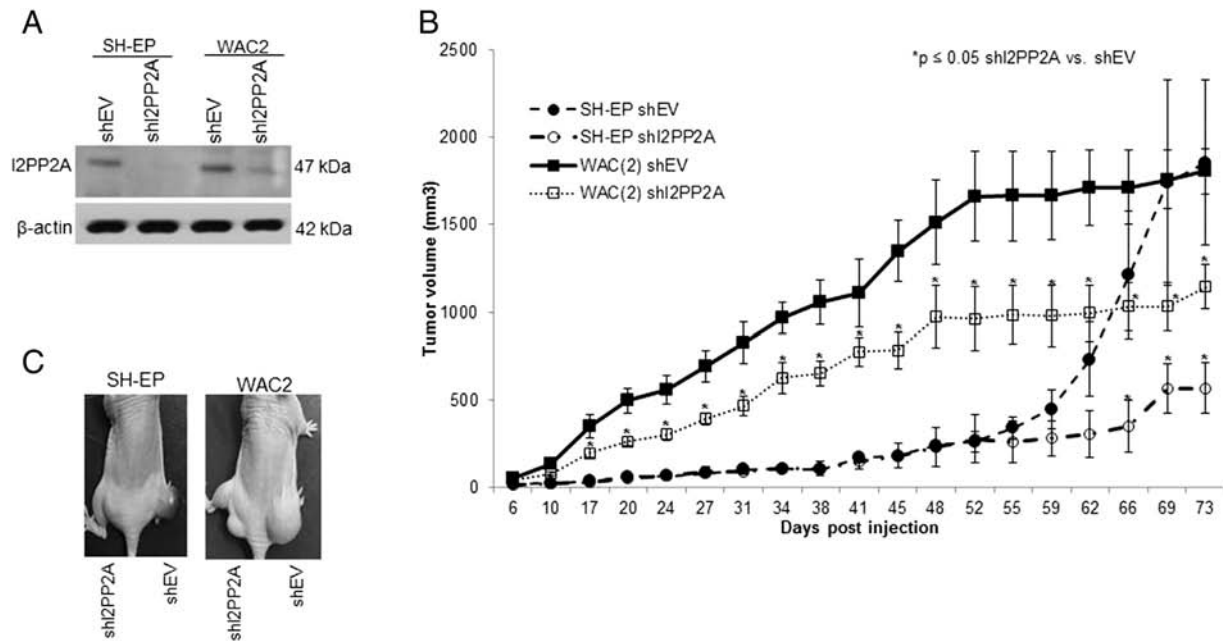 A
SH-EP
WAC2
shEV
shI2PP2A
shEV
shI2PP2A
I2PP2A
47 kDa
β-actin
42 kDa
B
*p ≤ 0.05 shI2PP2A vs. shEV
SH-EP shEV
SH-EP shI2PP2A
WAC(2) shEV
WAC(2) shI2PP2A
Tumor volume (mm3)
2500
2000
1500
1000
500
0
6 10 17 20 24 27 31 34 38 41 45 48 52 55 59 62 66 69 73
Days post injection
C
SH-EP
WAC2
shI2PP2A
shEV
shI2PP2A
shEV